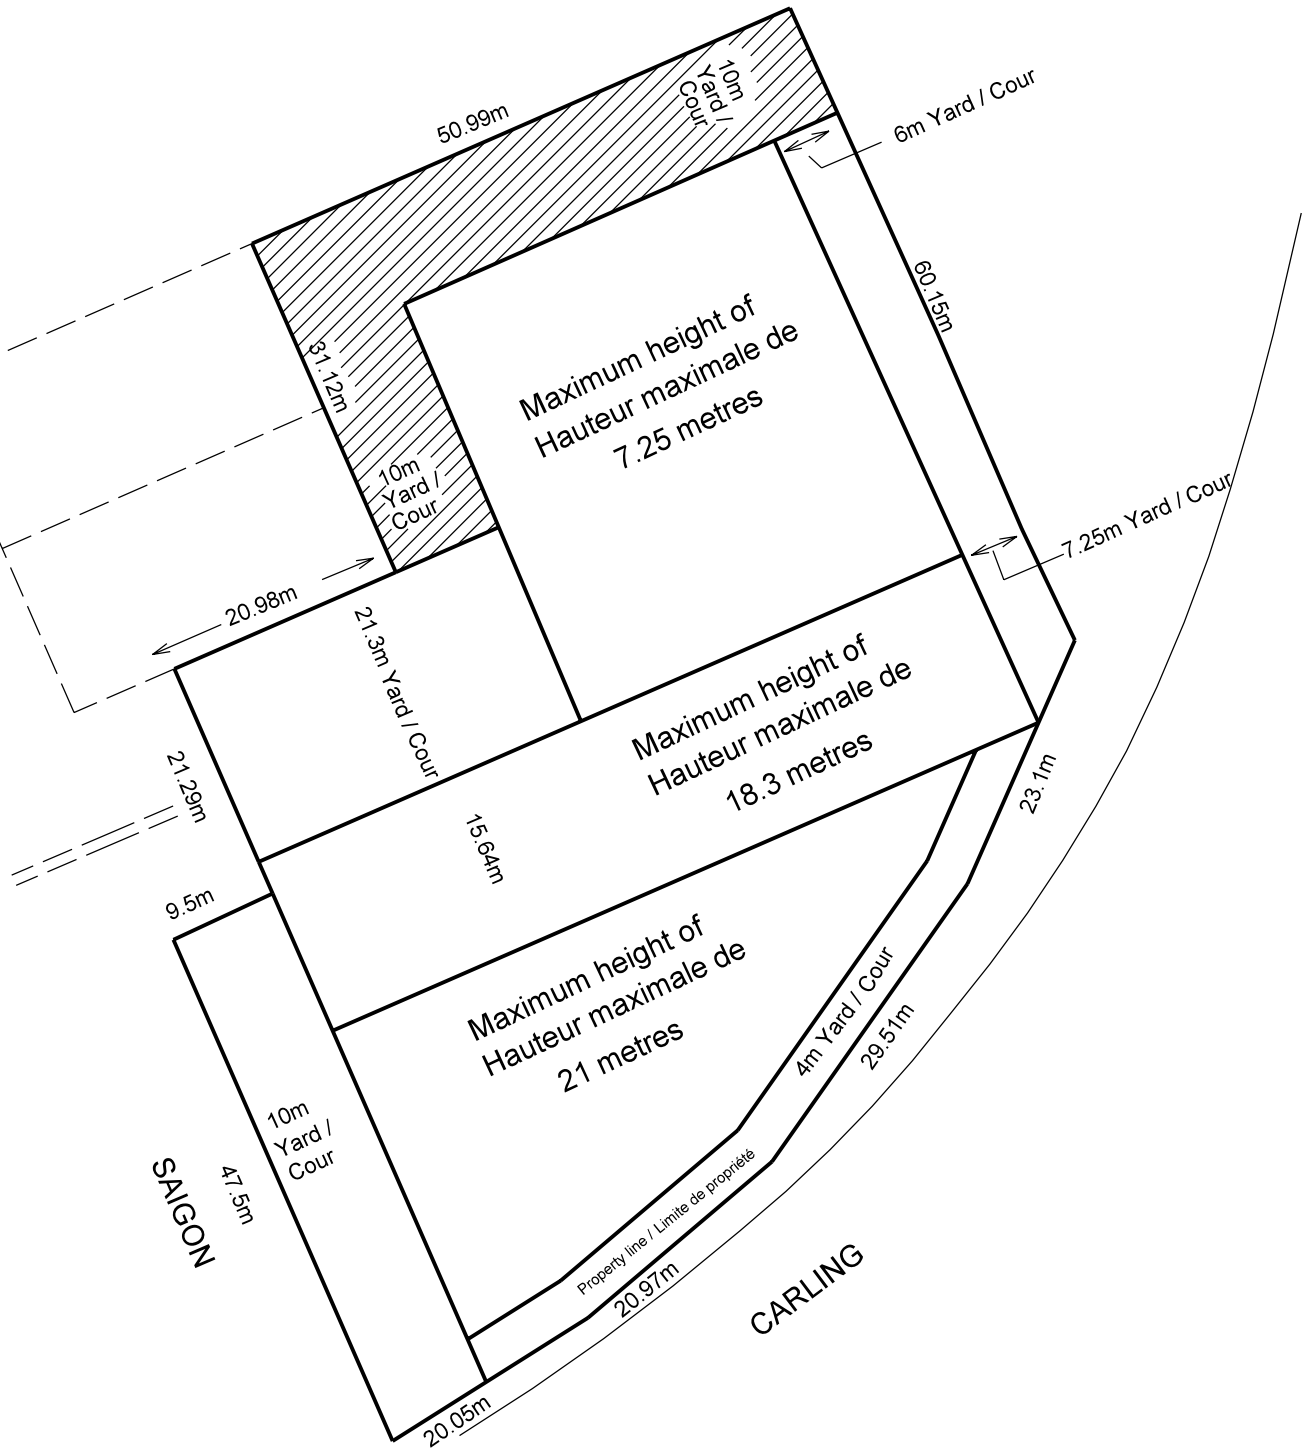 10m
Yard /
Cour
50.99m
6m Yard / Cour
60.15m
31.12m
Maximum height of
Hauteur maximale de
7.25 metres
10m
Yard /
Cour
7.25m Yard / Cour
20.98m
21.3m Yard / Cour
Maximum height of
Hauteur maximale de
18.3 metres
21.29m
23.1m
15.64m
9.5m
Maximum height of
Hauteur maximale de
21 metres
4m Yard / Cour
29.51m
10m
Yard /
Cour
SAIGON
47.5m
Property line / Limite de propriété
20.97m
CARLING
20.05m